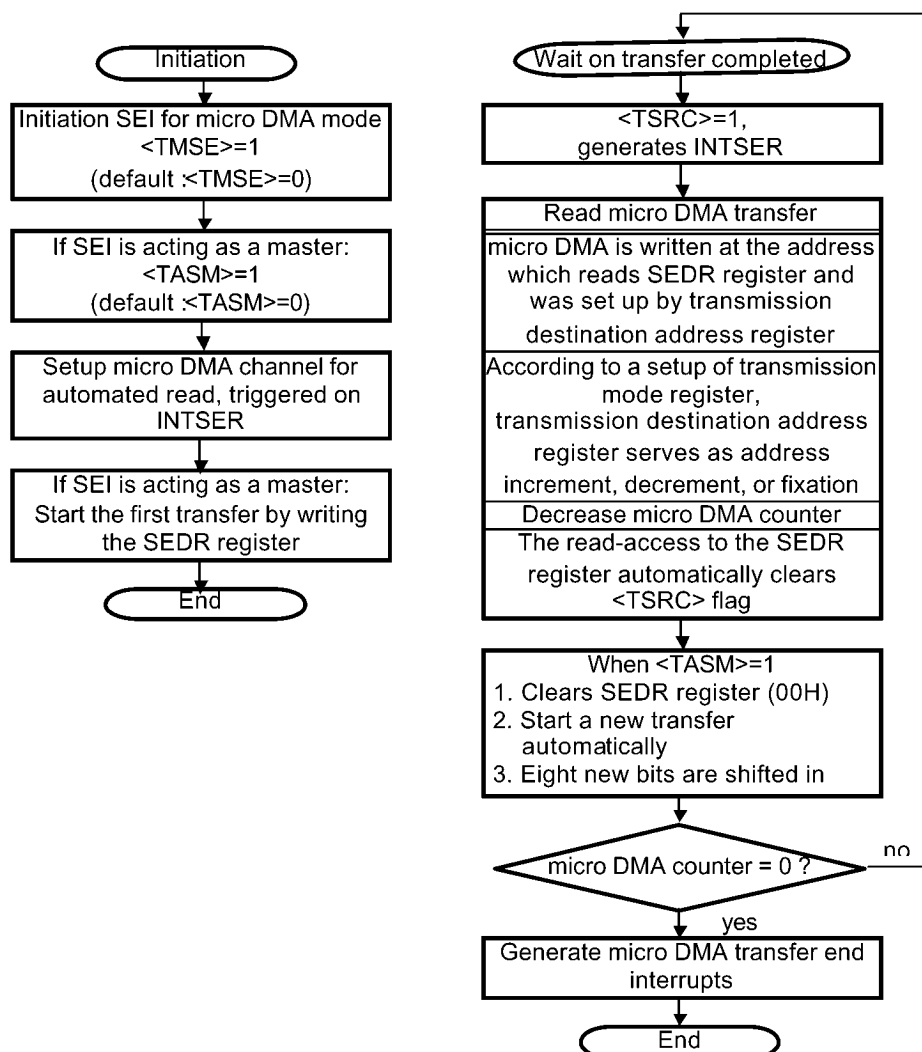 Initiation
Initiation SEI for micro DMA mode
<TMSE>=1
(default :<TMSE>=0)
If SEI is acting as a master:
<TASM>=1
(default :<TASM>=0)
Setup micro DMA channel for
automated read, triggered on
INTSER
If SEI is acting as a master:
Start the first transfer by writing
the SEDR register
End
Wait on transfer completed
<TSRC>=1,
generates INTSER
Read micro DMA transfer
micro DMA is written at the address
which reads SEDR register and
was set up by transmission
destination address register
According to a setup of transmission
mode register,
transmission destination address
register serves as address
increment, decrement, or fixation
Decrease micro DMA counter
The read-access to the SEDR
register automatically clears
<TSRC> flag
When <TASM>=1
1. Clears SEDR register (00H)
2. Start a new transfer
automatically
3. Eight new bits are shifted in
micro DMA counter = 0 ?
no
yes
Generate micro DMA transfer end
interrupts
End